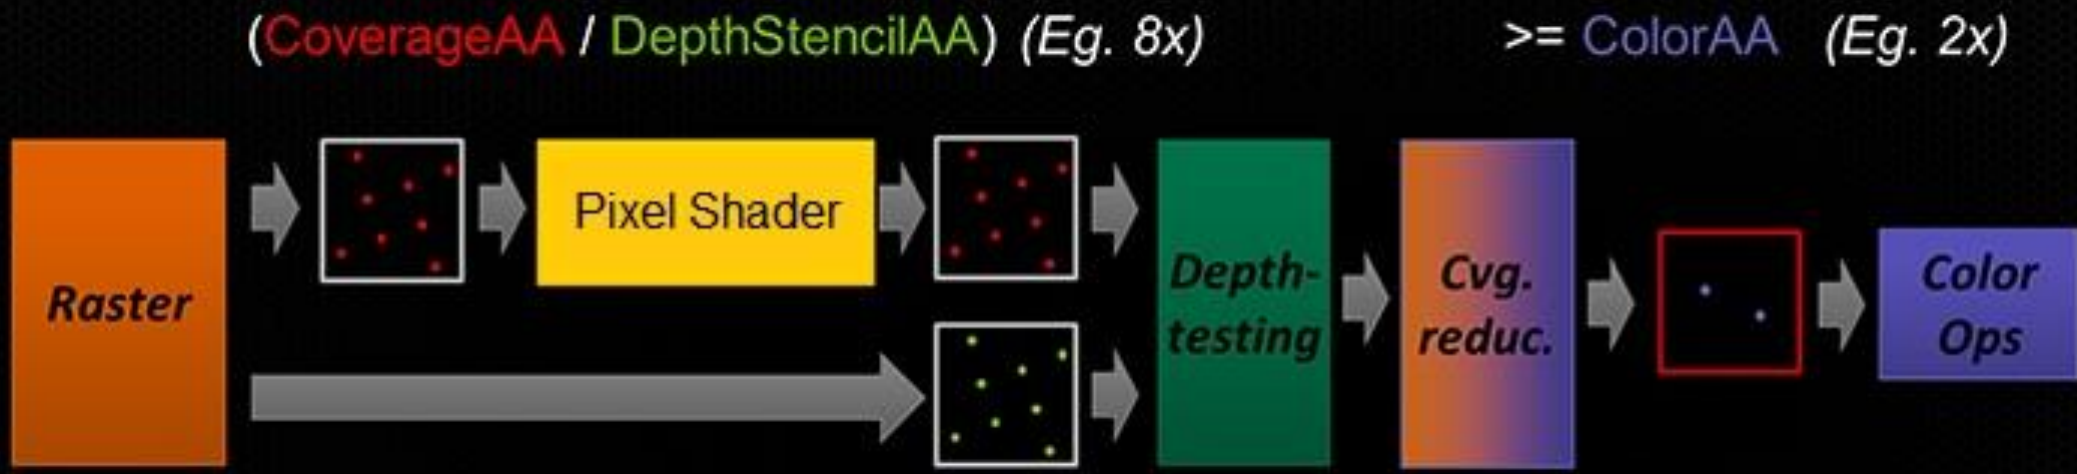 (CoverageAA / DepthStencilAA) (Eg. 8x) >= ColorAA (Eg. 2x)
Raster
Pixel Shader
Depth-
testing
Cvg.
reduc.
Color
Ops